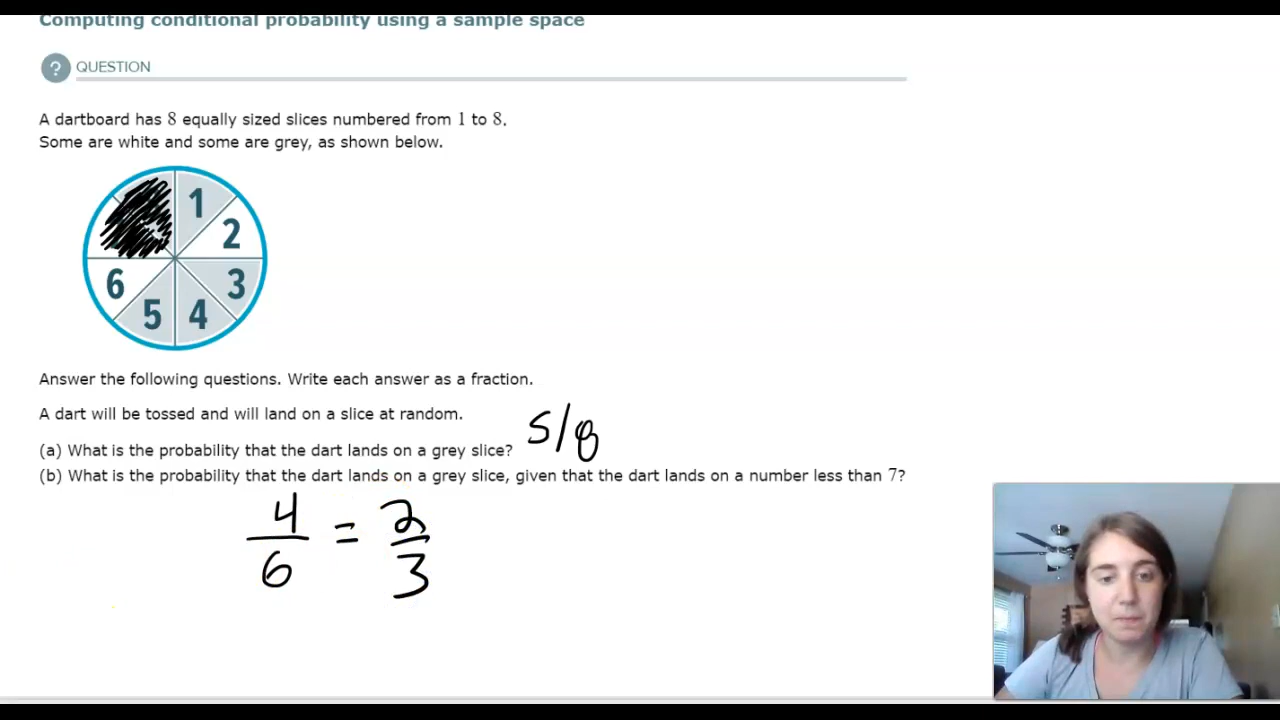 Computing conditional probability using a sample space
? QUESTION
A dartboard has 8 equally sized slices numbered from 1 to 8.
Some are white and some are grey, as shown below.
1
2
6
3
5
4
Answer the following questions. Write each answer as a fraction.
A dart will be tossed and will land on a slice at random.
(a) What is the probability that the dart lands on a grey slice? 5/8
(b) What is the probability that the dart lands on a grey slice, given that the dart lands on a number less than 7?
4/6 = 2/3